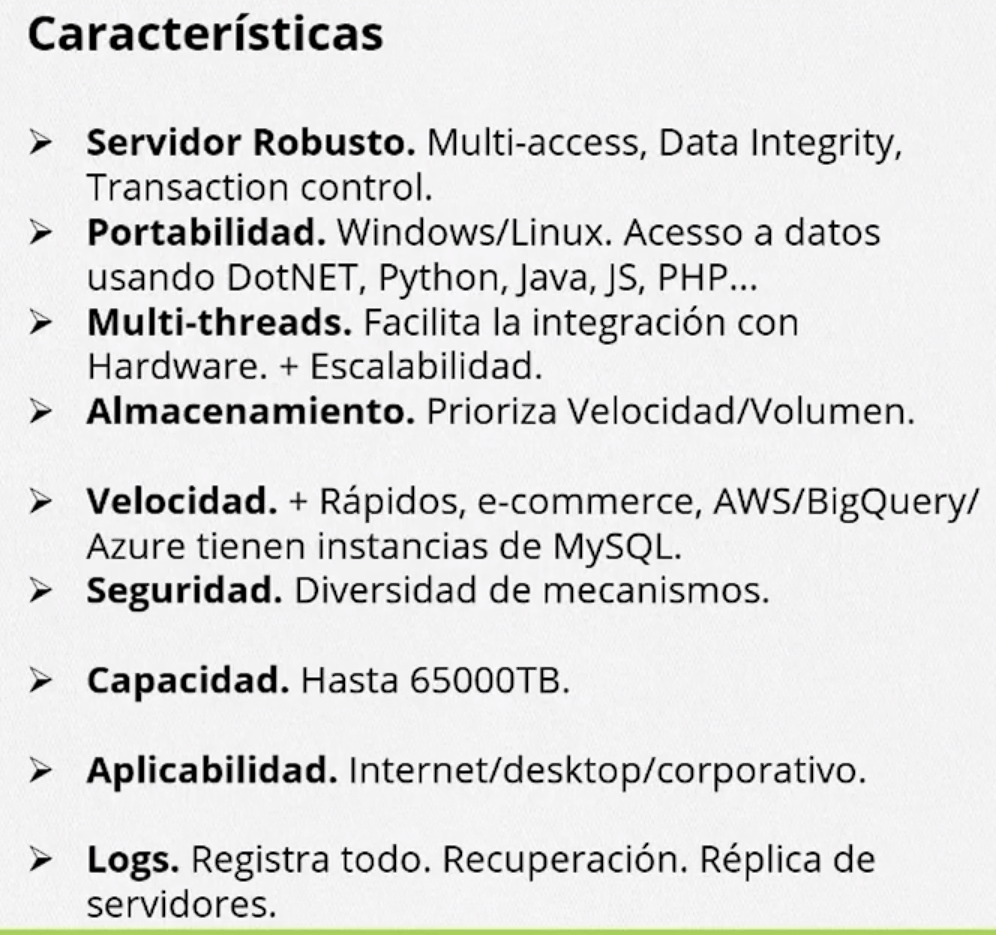 Características
➢ Servidor Robusto. Multi-access, Data Integrity,
Transaction control.
➢ Portabilidad. Windows/Linux. Acesso a datos
usando DotNET, Python, Java, JS, PHP...
➢ Multi-threads. Facilita la integración con
Hardware. + Escalabilidad.
➢ Almacenamiento. Prioriza Velocidad/Volumen.
➢ Velocidad. + Rápidos, e-commerce, AWS/BigQuery/
Azure tienen instancias de MySQL.
➢ Seguridad. Diversidad de mecanismos.
➢ Capacidad. Hasta 65000TB.
➢ Aplicabilidad. Internet/desktop/corporativo.
➢ Logs. Registra todo. Recuperación. Réplica de
servidores.